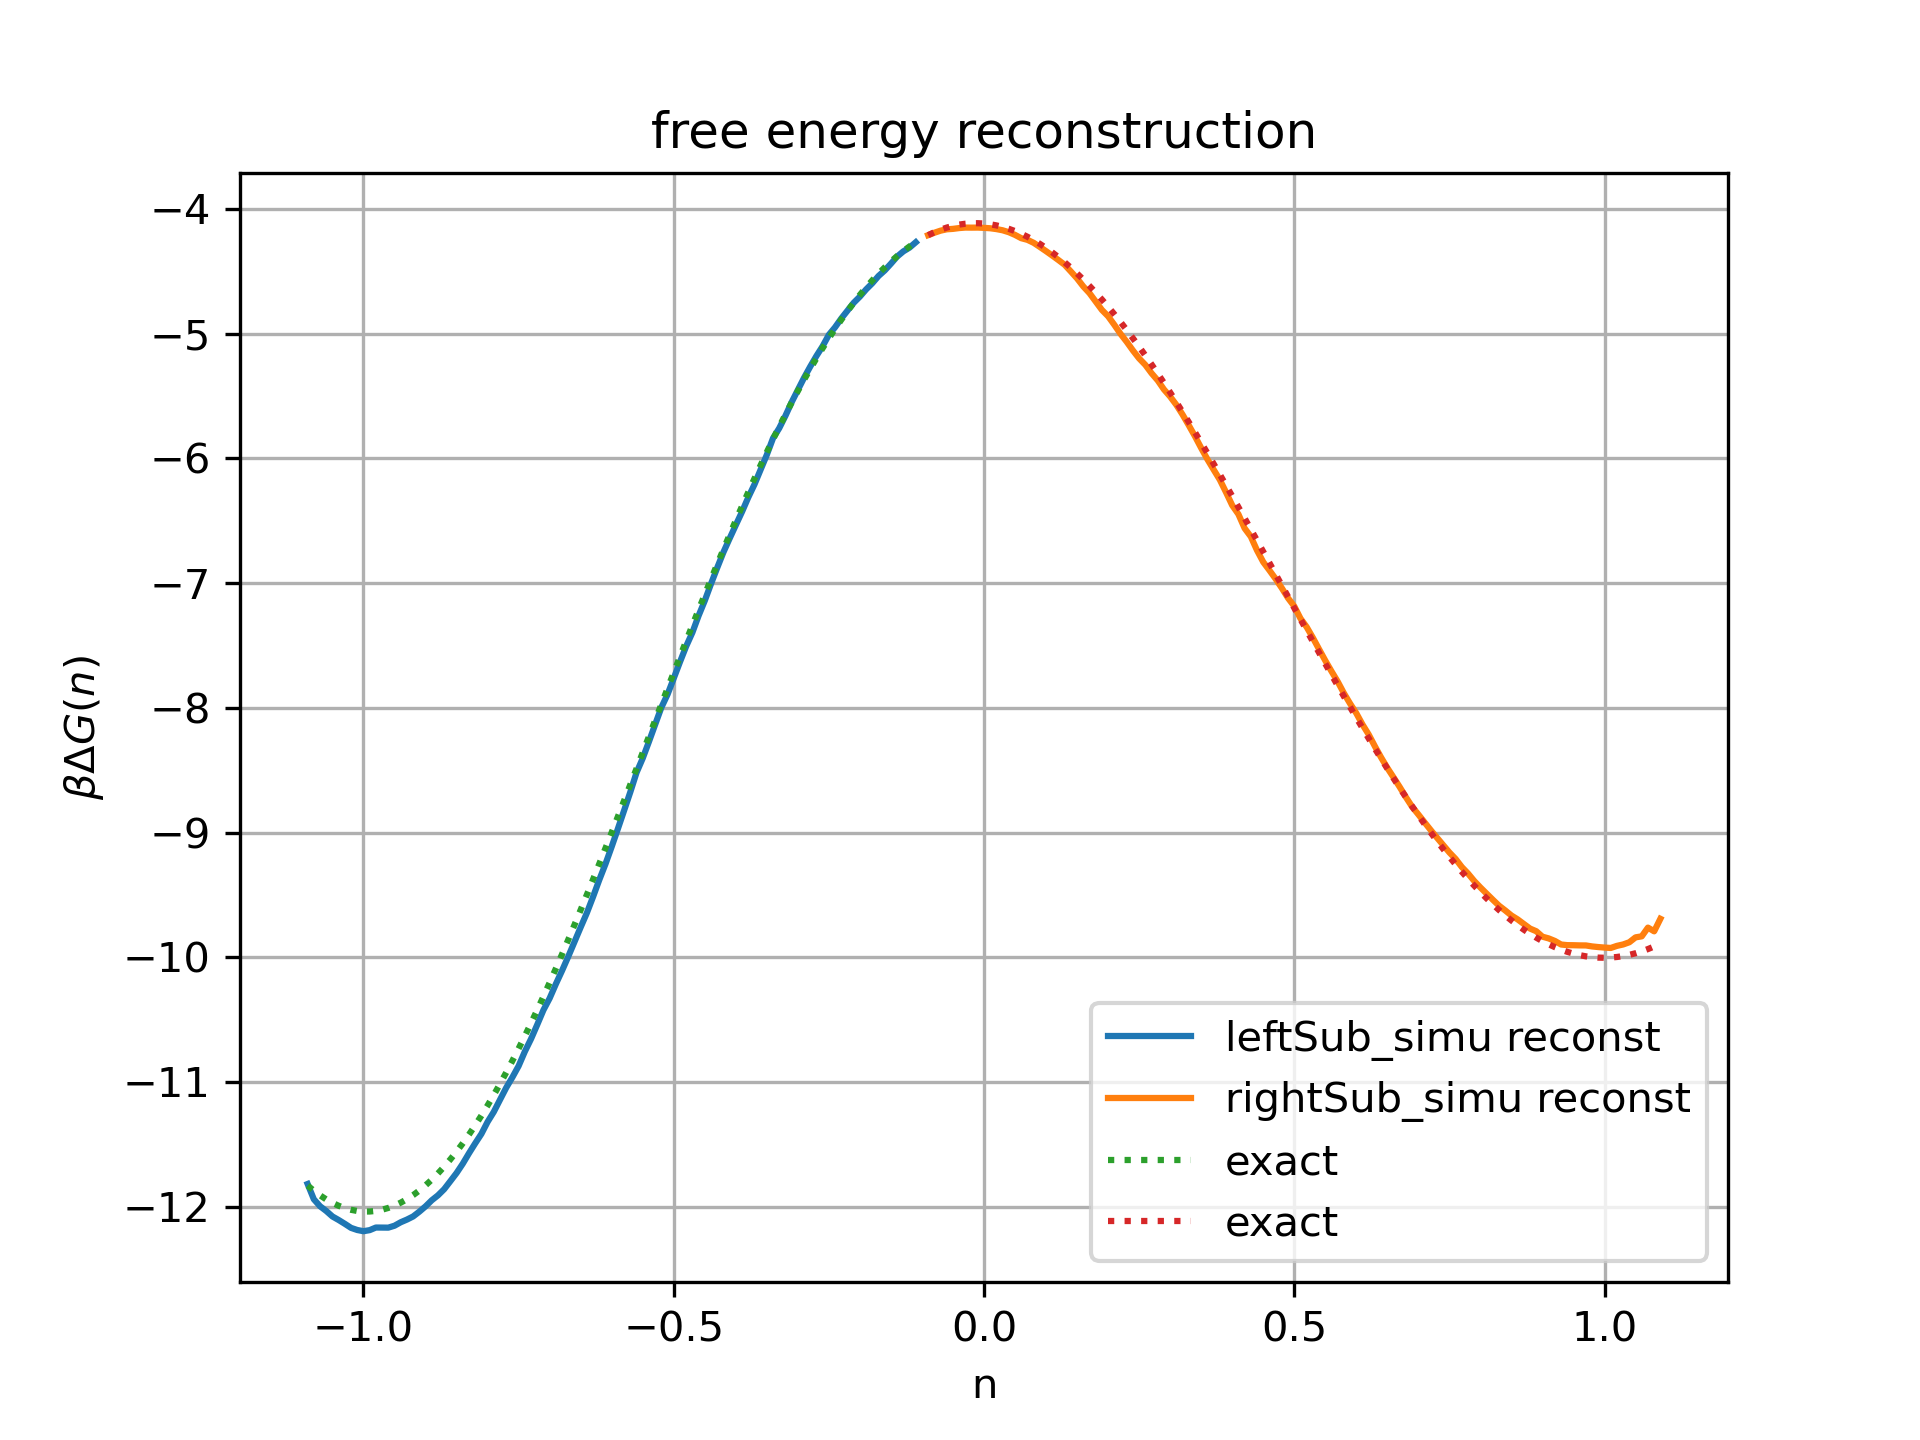 free energy reconstruction
βΔG(n)
−4
−5
−6
−7
−8
−9
−10
−11
−12
leftSub_simu reconst
rightSub_simu reconst
exact
exact
−1.0 −0.5 0.0 0.5 1.0
n